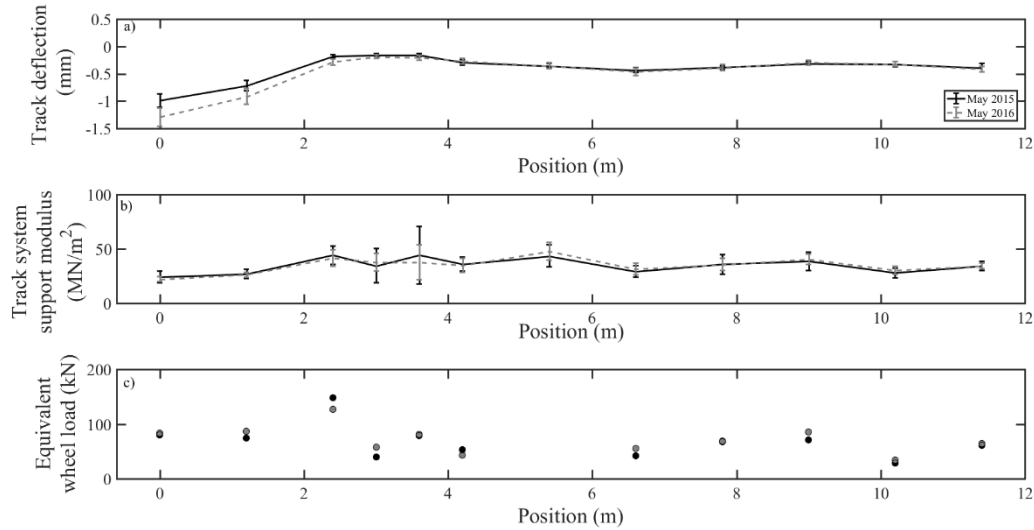 a)
0.5
0
-0.5
-1
-1.5
Track deflection
(mm)
May 2015
May 2016
0 2 4 6 8 10 12
Position (m)
b)
100
50
0
Track system
support modulus
(MN/m²)
0 2 4 6 8 10 12
Position (m)
c)
200
100
0
Equivalent
wheel load (kN)
0 2 4 6 8 10 12
Position (m)